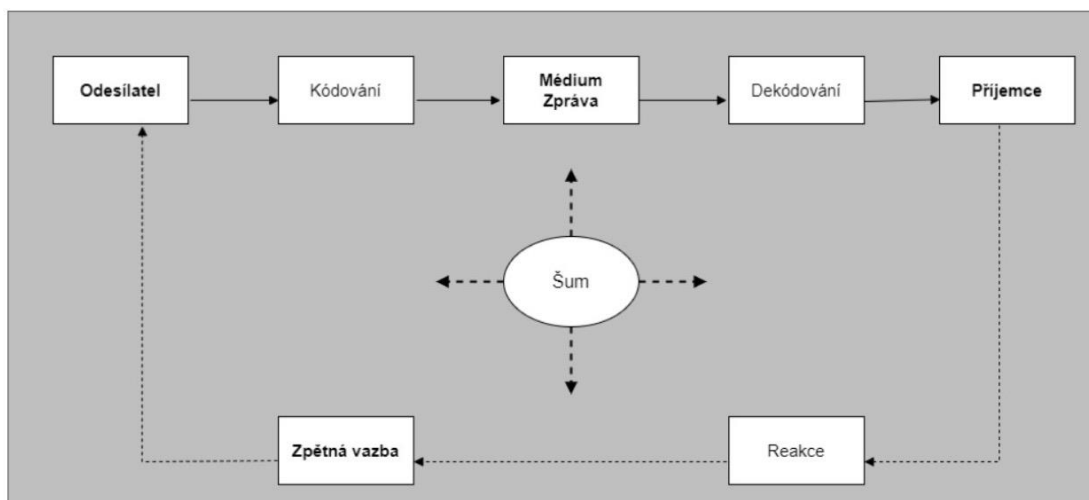 Odesílatel
Kódování
Médium
Zpráva
Dekódování
Příjemce
Šum
Zpětná vazba
Reakce